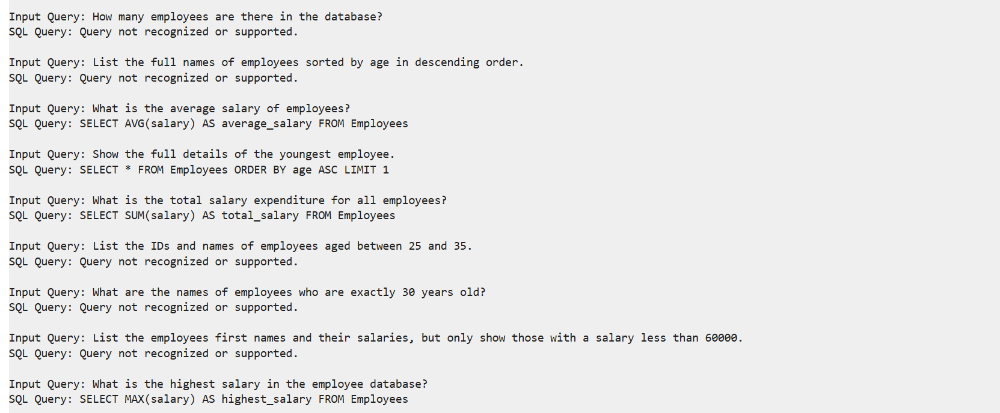 Input Query: How many employees are there in the database?
SQL Query: Query not recognized or supported.
Input Query: List the full names of employees sorted by age in descending order.
SQL Query: Query not recognized or supported.
Input Query: What is the average salary of employees?
SQL Query: SELECT AVG(salary) AS average_salary FROM Employees
Input Query: Show the full details of the youngest employee.
SQL Query: SELECT * FROM Employees ORDER BY age ASC LIMIT 1
Input Query: What is the total salary expenditure for all employees?
SQL Query: SELECT SUM(salary) AS total_salary FROM Employees
Input Query: List the IDs and names of employees aged between 25 and 35.
SQL Query: Query not recognized or supported.
Input Query: What are the names of employees who are exactly 30 years old?
SQL Query: Query not recognized or supported.
Input Query: List the employees first names and their salaries, but only show those with a salary less than 60000.
SQL Query: Query not recognized or supported.
Input Query: What is the highest salary in the employee database?
SQL Query: SELECT MAX(salary) AS highest_salary FROM Employees